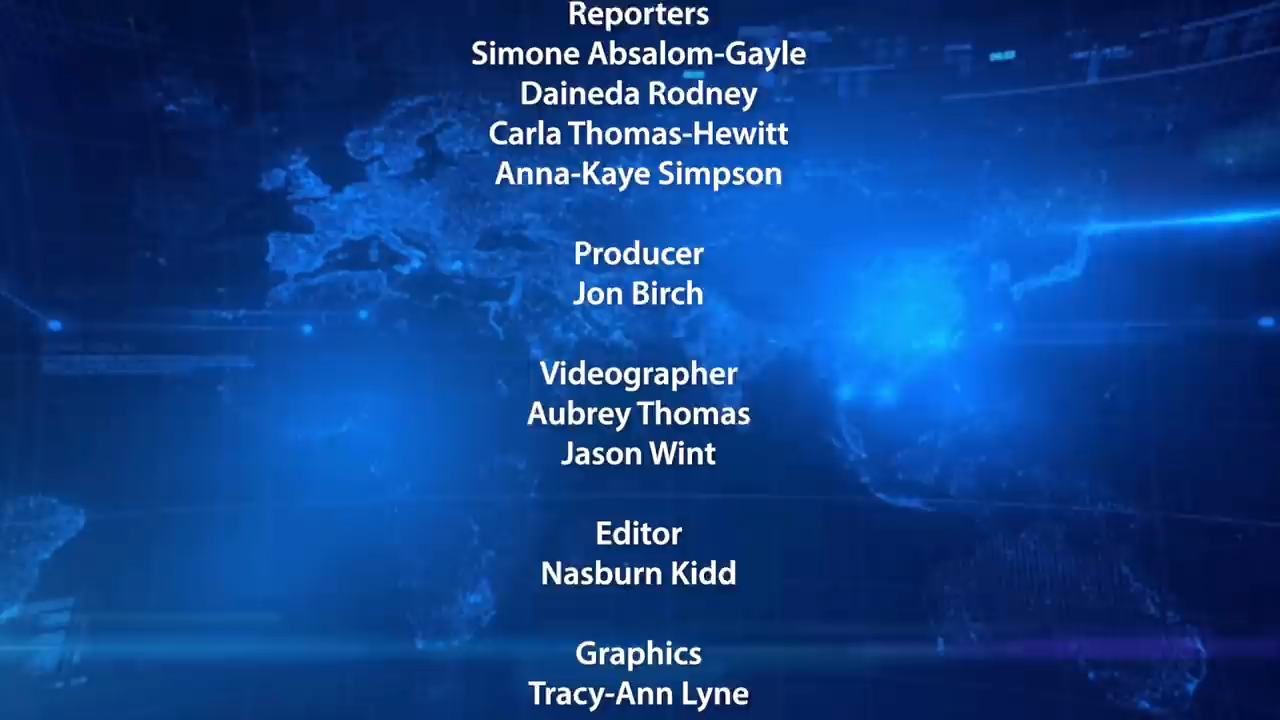 Reporters
Simone Absalom-Gayle
Daineda Rodney
Carla Thomas-Hewitt
Anna-Kaye Simpson
Producer
Jon Birch
Videographer
Aubrey Thomas
Jason Wint
Editor
Nasburn Kidd
Graphics
Tracy-Ann Lyne